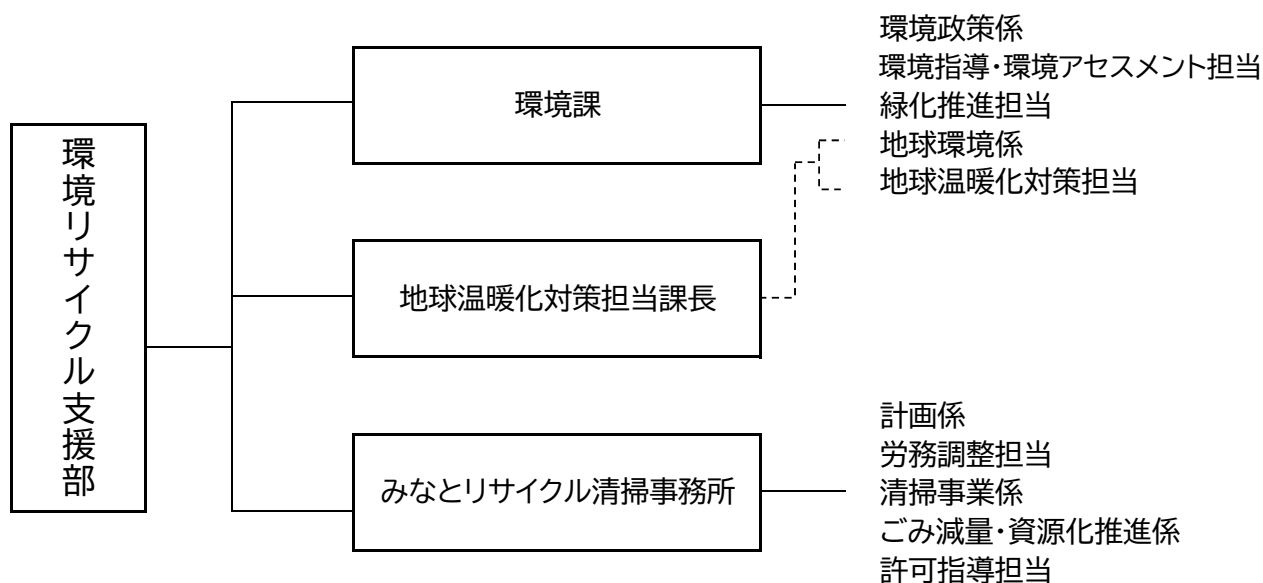 環境リサイクル支援部
環境課
環境政策係
環境指導・環境アセスメント担当
緑化推進担当
地球環境係
地球温暖化対策担当
地球温暖化対策担当課長
みなとリサイクル清掃事務所
計画係
労務調整担当
清掃事業係
ごみ減量・資源化推進係
許可指導担当